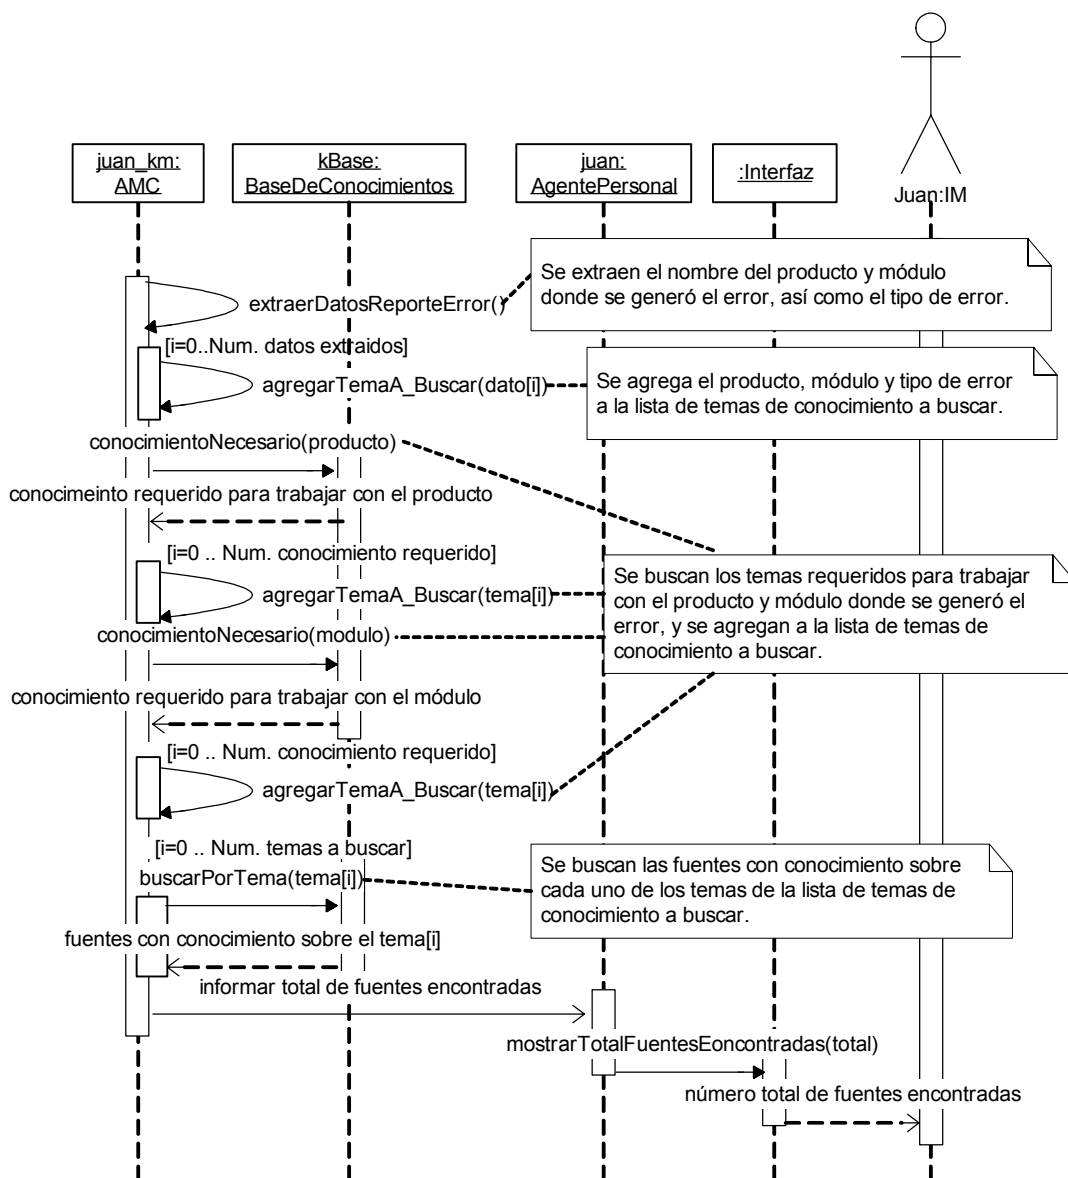 juan_km:
AMC
kBase:
BaseDeConocimientos
juan:
AgentePersonal
:Interfaz
Juan:IM
Se extraen el nombre del producto y módulo
donde se generó el error, así como el tipo de error.
extraerDatosReporteError()
[i=0..Num. datos extraidos]
agregarTemaA_Buscar(dato[i])
Se agrega el producto, módulo y tipo de error
a la lista de temas de conocimiento a buscar.
conocimientoNecesario(producto)
conocimeinto requerido para trabajar con el producto
[i=0 .. Num. conocimiento requerido]
agregarTemaA_Buscar(tema[i])
Se buscan los temas requeridos para trabajar
con el producto y módulo donde se generó el
error, y se agregan a la lista de temas de
conocimiento a buscar.
conocimientoNecesario(modulo)
conocimiento requerido para trabajar con el módulo
[i=0 .. Num. conocimiento requerido]
agregarTemaA_Buscar(tema[i])
[i=0 .. Num. temas a buscar]
buscarPorTema(tema[i])
Se buscan las fuentes con conocimiento sobre
cada uno de los temas de la lista de temas de
conocimiento a buscar.
fuentes con conocimiento sobre el tema[i]
informar total de fuentes encontradas
mostrarTotalFuentesEoncontradas(total)
número total de fuentes encontradas